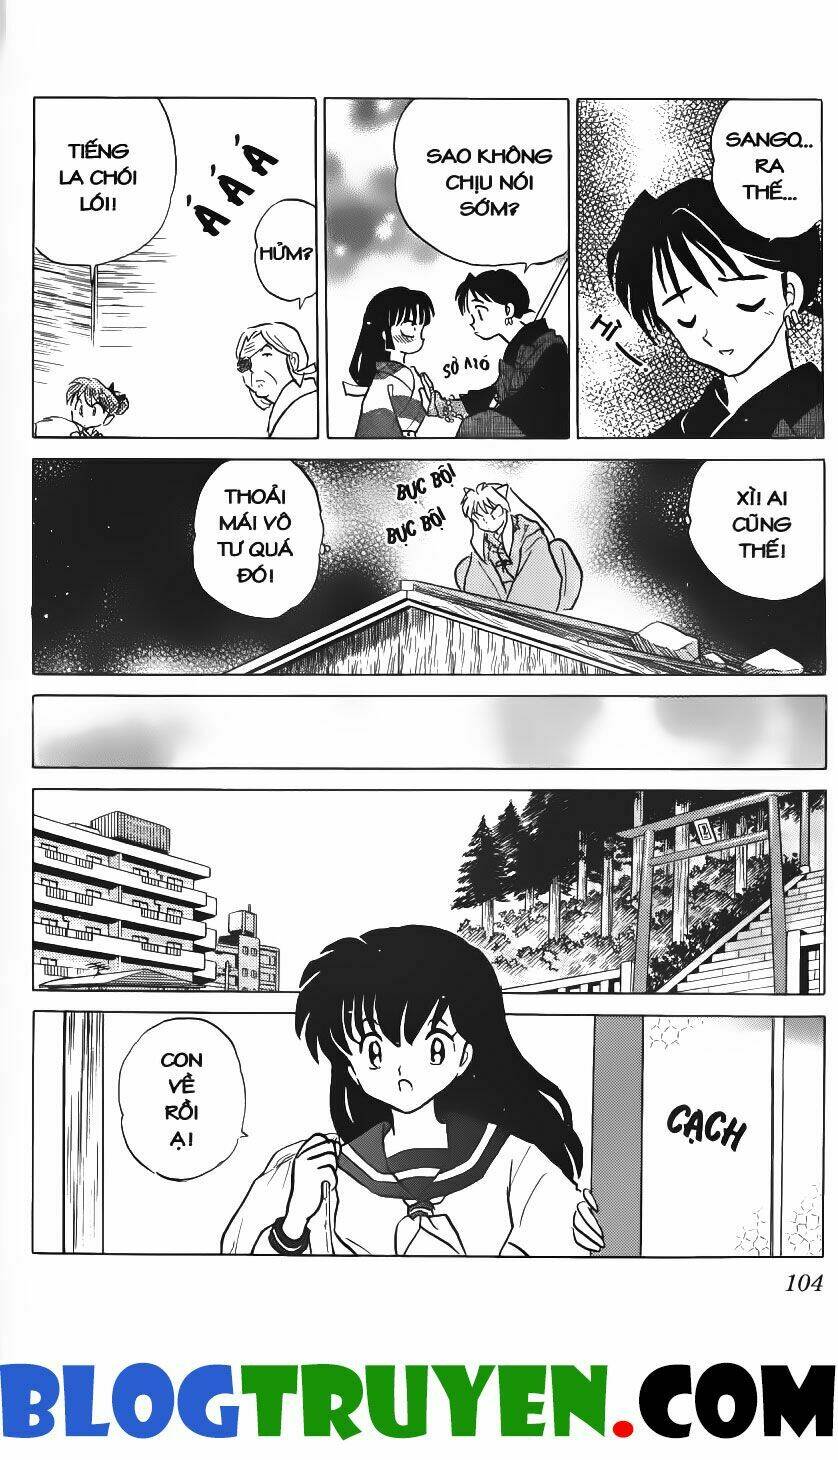 SANGO...
RA
THẾ...
HÌ
SAO KHÔNG
CHỊU NÓI
SỚM?
SỜ MÓ
Á Á Á
HỬM?
TIẾNG
LA CHÓI
LÓI!
XÌ! AI
CŨNG
THẾ!
BỰC BỘI
BỰC BỘI
THOẢI
MÁI VÔ
TƯ QUÁ
ĐÓ!
CẠCH
CON
VỀ
RỒI
Ạ!
104
BLOGTRUYEN.COM